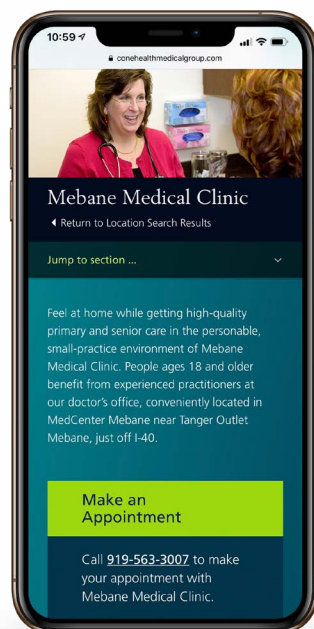 10:59
conehealthmedicalgroup.com
Mebane Medical Clinic
Return to Location Search Results
Jump to section ...
Feel at home while getting high-quality
primary and senior care in the personable,
small-practice environment of Mebane
Medical Clinic. People ages 18 and older
benefit from experienced practitioners at
our doctor's office, conveniently located in
MedCenter Mebane near Tanger Outlet
Mebane, just off I-40.
Make an
Appointment
Call 919-563-3007 to make
your appointment with
Mebane Medical Clinic.